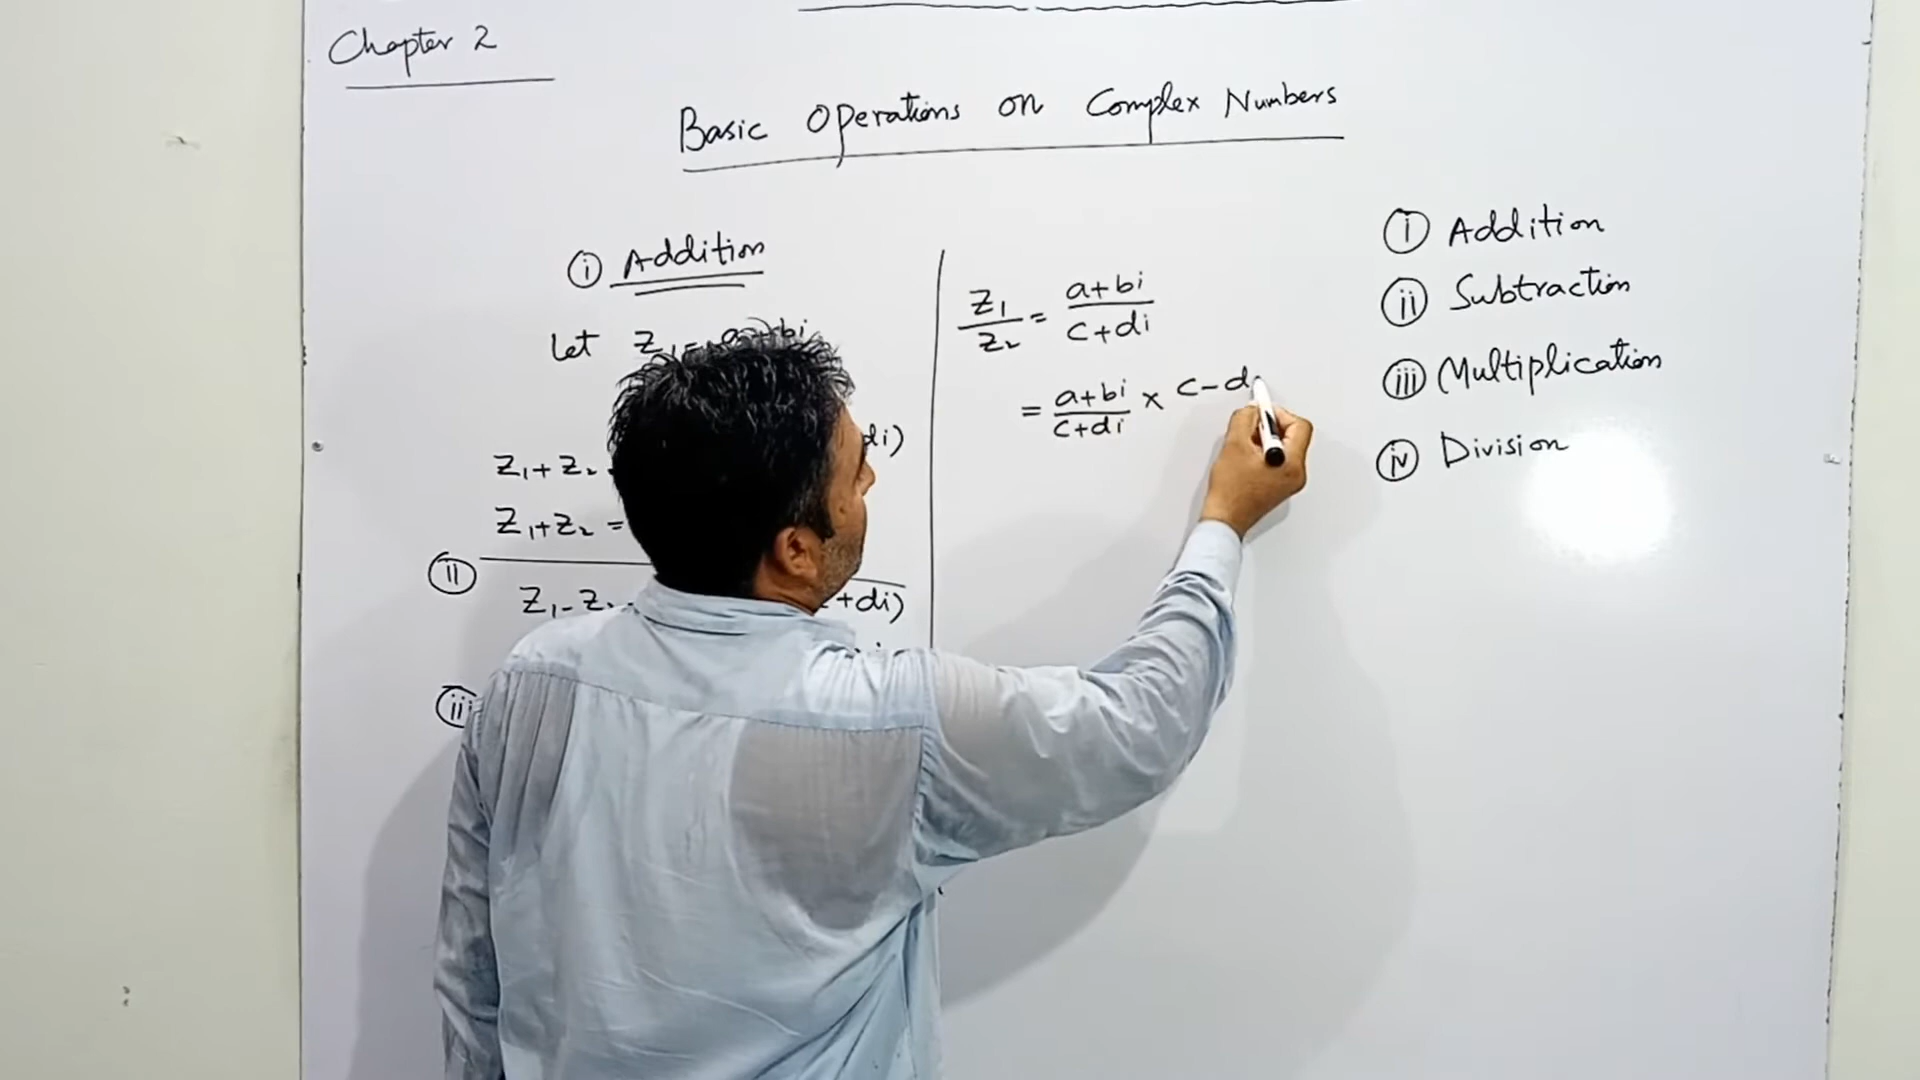 Chapter 2
Basic Operations on Complex Numbers
(i) Addition
Let Z₁ = a+bi
di)
Z₁+Z₂
Z₁+Z₂ =
(ii)
Z₁-Z₂
+di)
(iii)
Z₁/Z₂ = a+bi/c+di
= a+bi/c+di × c-d
(i) Addition
(ii) Subtraction
(iii) Multiplication
(iv) Division